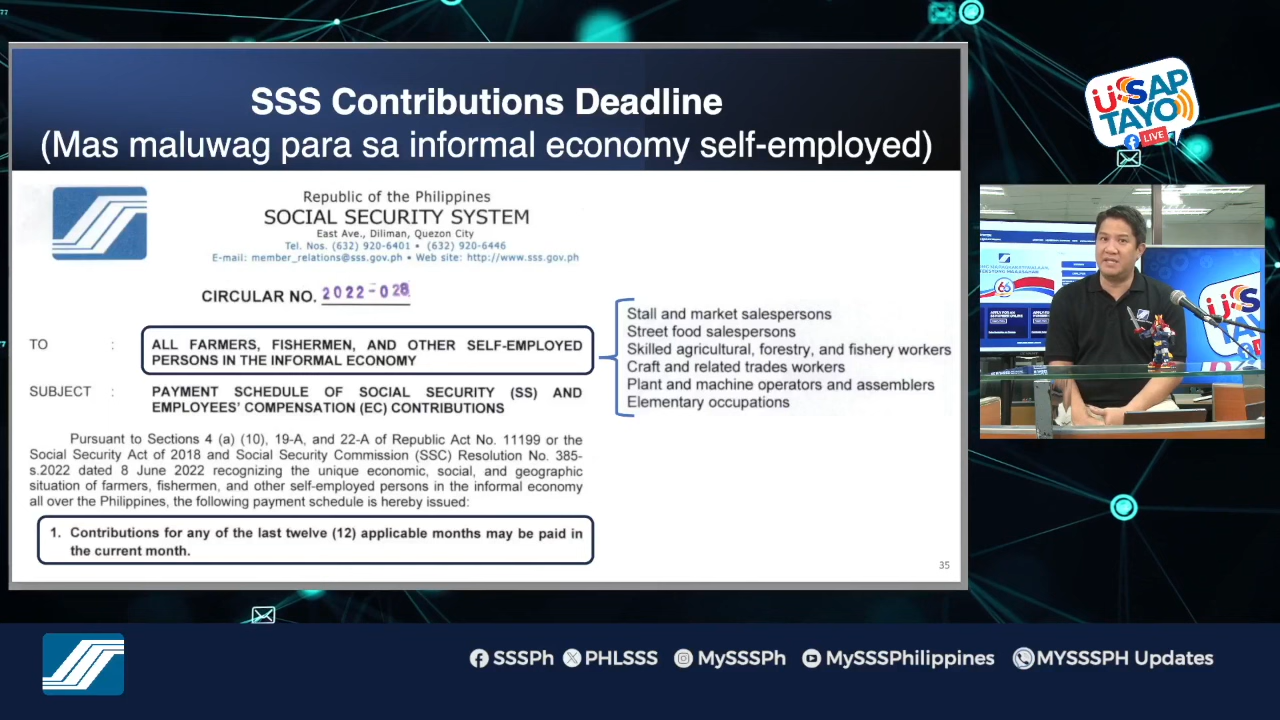 SSS Contributions Deadline
(Mas maluwag para sa informal economy self-employed)
Republic of the Philippines
SOCIAL SECURITY SYSTEM
East Ave., Diliman, Quezon City
Tel. Nos. (632) 920-6401 • (632) 920-6446
E-mail: member_relations@sss.gov.ph • Web site: http://www.sss.gov.ph
CIRCULAR NO. 2022-028
TO : ALL FARMERS, FISHERMEN, AND OTHER SELF-EMPLOYED
PERSONS IN THE INFORMAL ECONOMY
SUBJECT : PAYMENT SCHEDULE OF SOCIAL SECURITY (SS) AND
EMPLOYEES' COMPENSATION (EC) CONTRIBUTIONS
Pursuant to Sections 4 (a) (10), 19-A, and 22-A of Republic Act No. 11199 or the
Social Security Act of 2018 and Social Security Commission (SSC) Resolution No. 385-
s.2022 dated 8 June 2022 recognizing the unique economic, social, and geographic
situation of farmers, fishermen, and other self-employed persons in the informal economy
all over the Philippines, the following payment schedule is hereby issued:
1. Contributions for any of the last twelve (12) applicable months may be paid in
the current month.
Stall and market salespersons
Street food salespersons
Skilled agricultural, forestry, and fishery workers
Craft and related trades workers
Plant and machine operators and assemblers
Elementary occupations
35
USSAP
TAYO
LIVE
SSSPh PHLSSS MySSSPh MySSSPhilippines MYSSSPH Updates